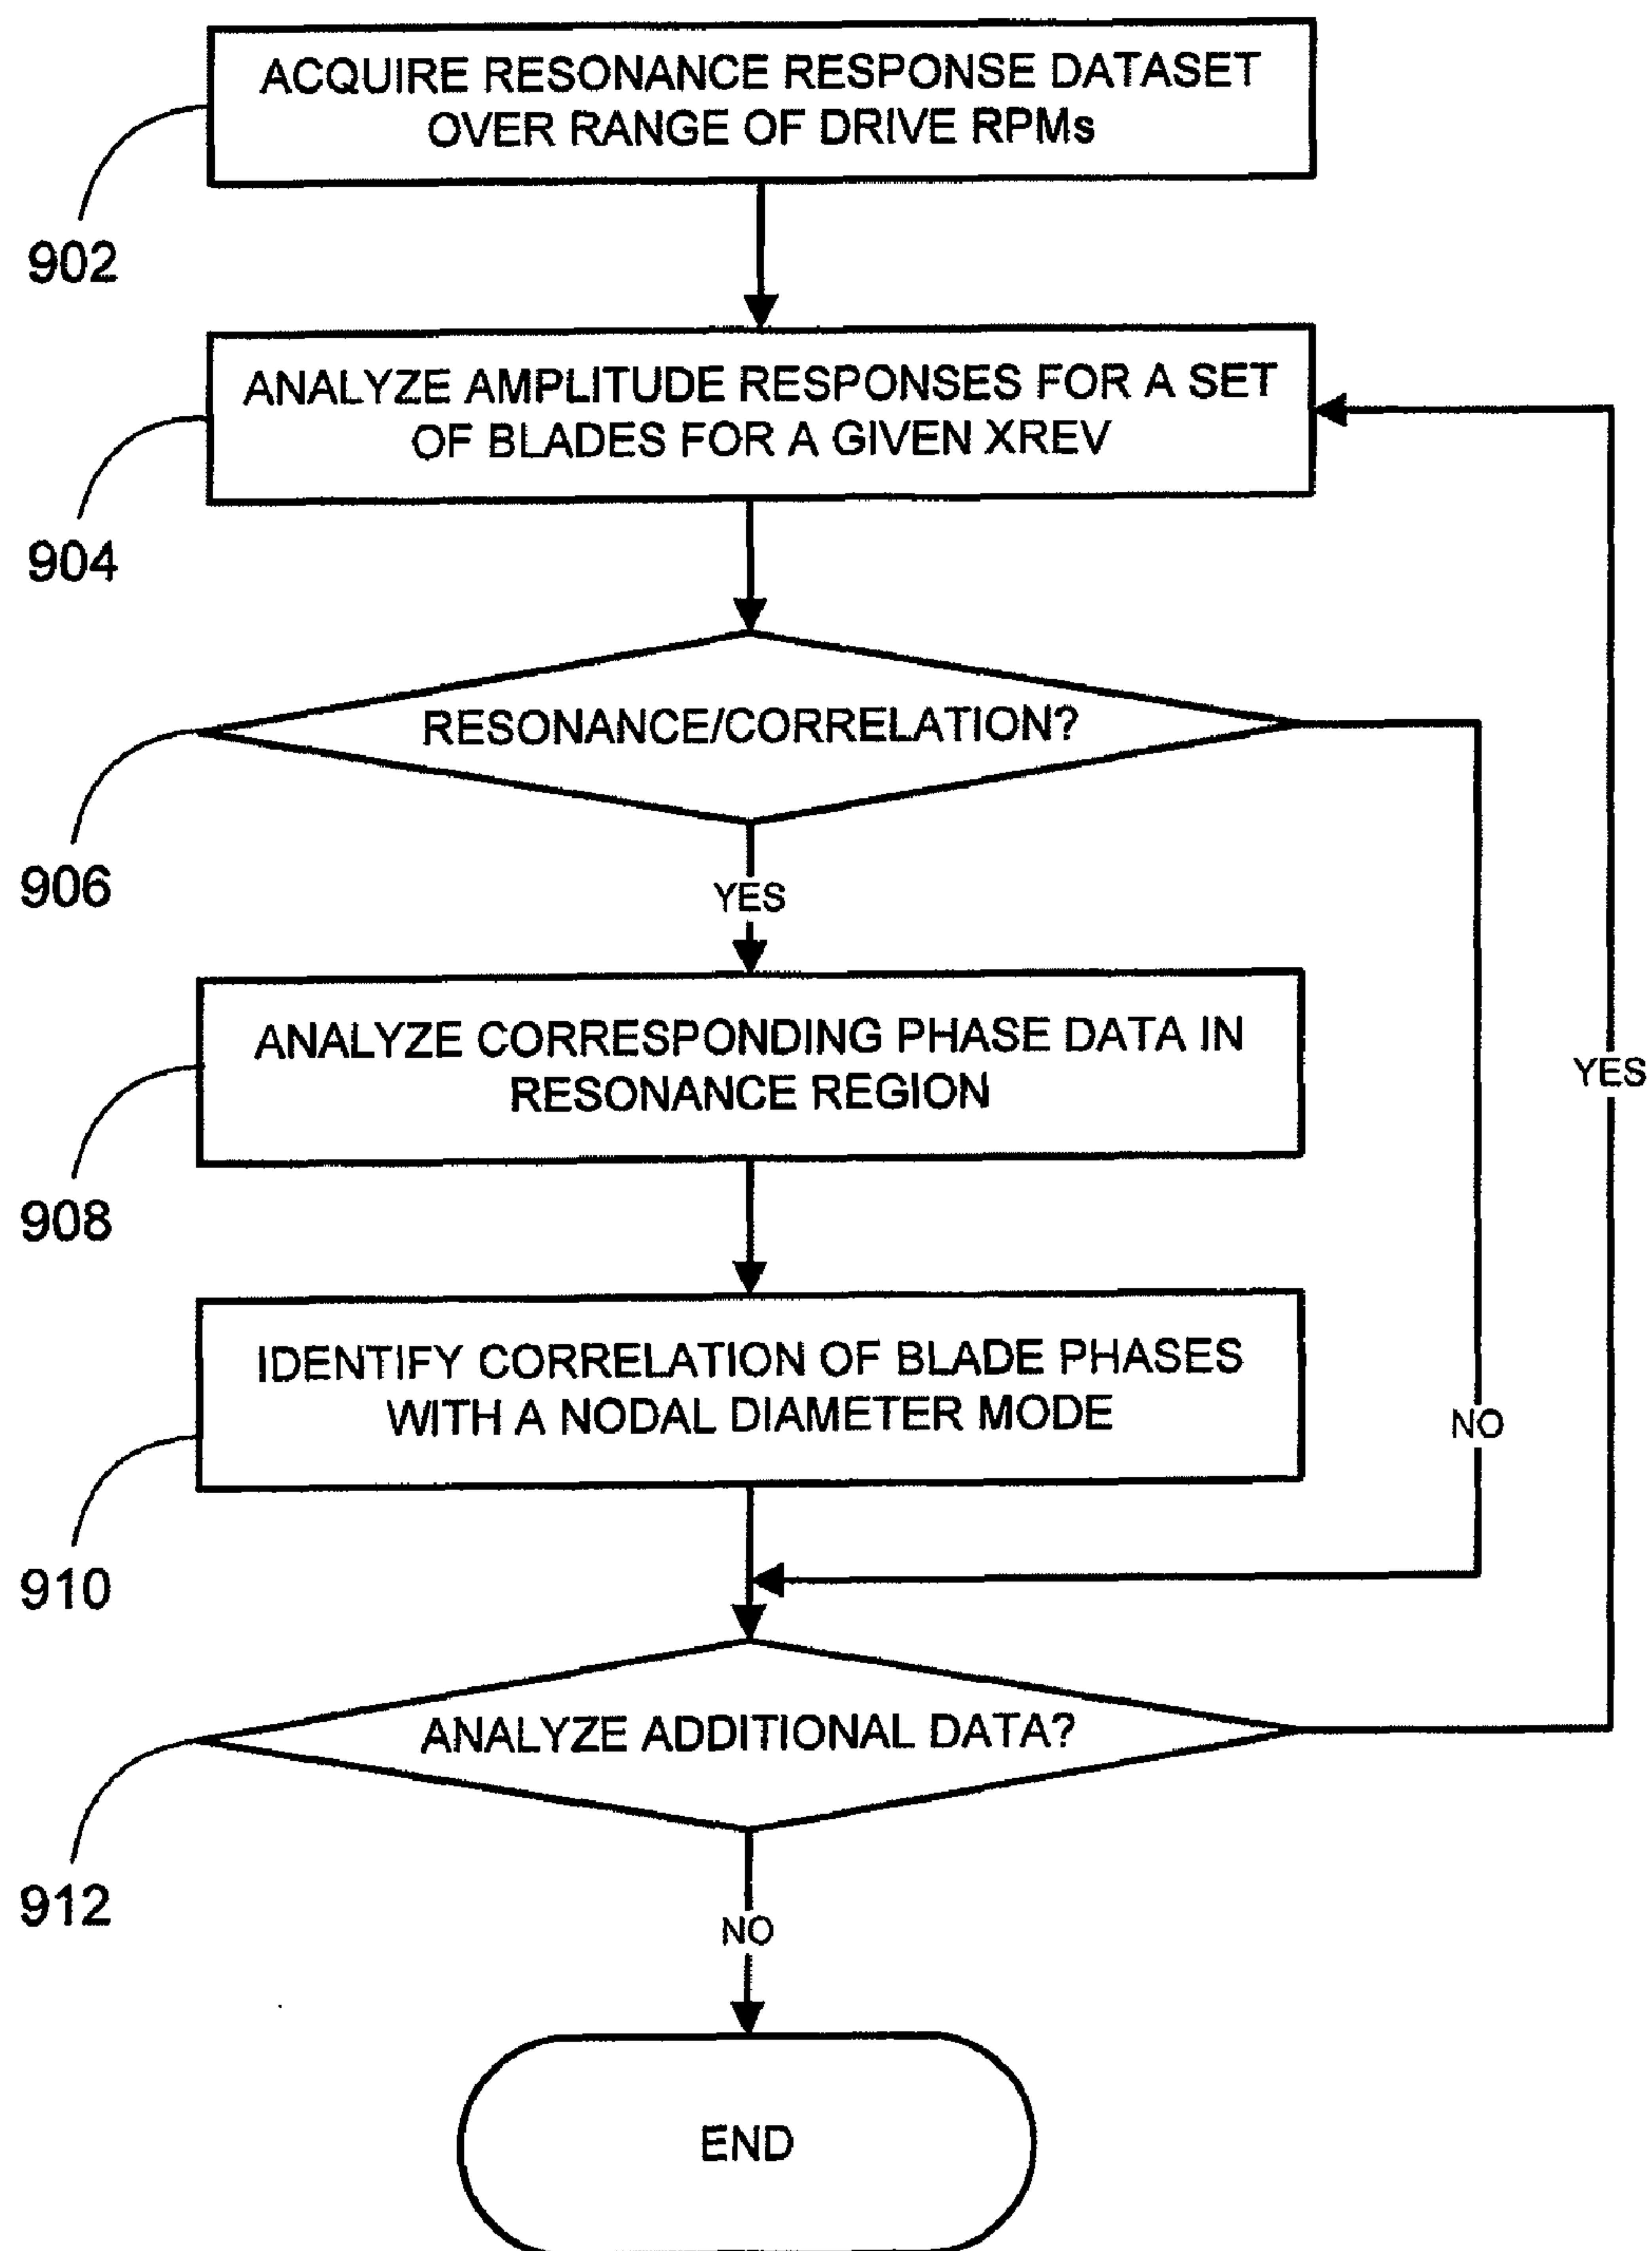 ACQUIRE RESONANCE RESPONSE DATASET
OVER RANGE OF DRIVE RPMs
902
ANALYZE AMPLITUDE RESPONSES FOR A SET
OF BLADES FOR A GIVEN XREV
904
RESONANCE/CORRELATION?
906
YES
ANALYZE CORRESPONDING PHASE DATA IN
RESONANCE REGION
YES
908
IDENTIFY CORRELATION OF BLADE PHASES
WITH A NODAL DIAMETER MODE
NO
910
ANALYZE ADDITIONAL DATA?
912
NO
END